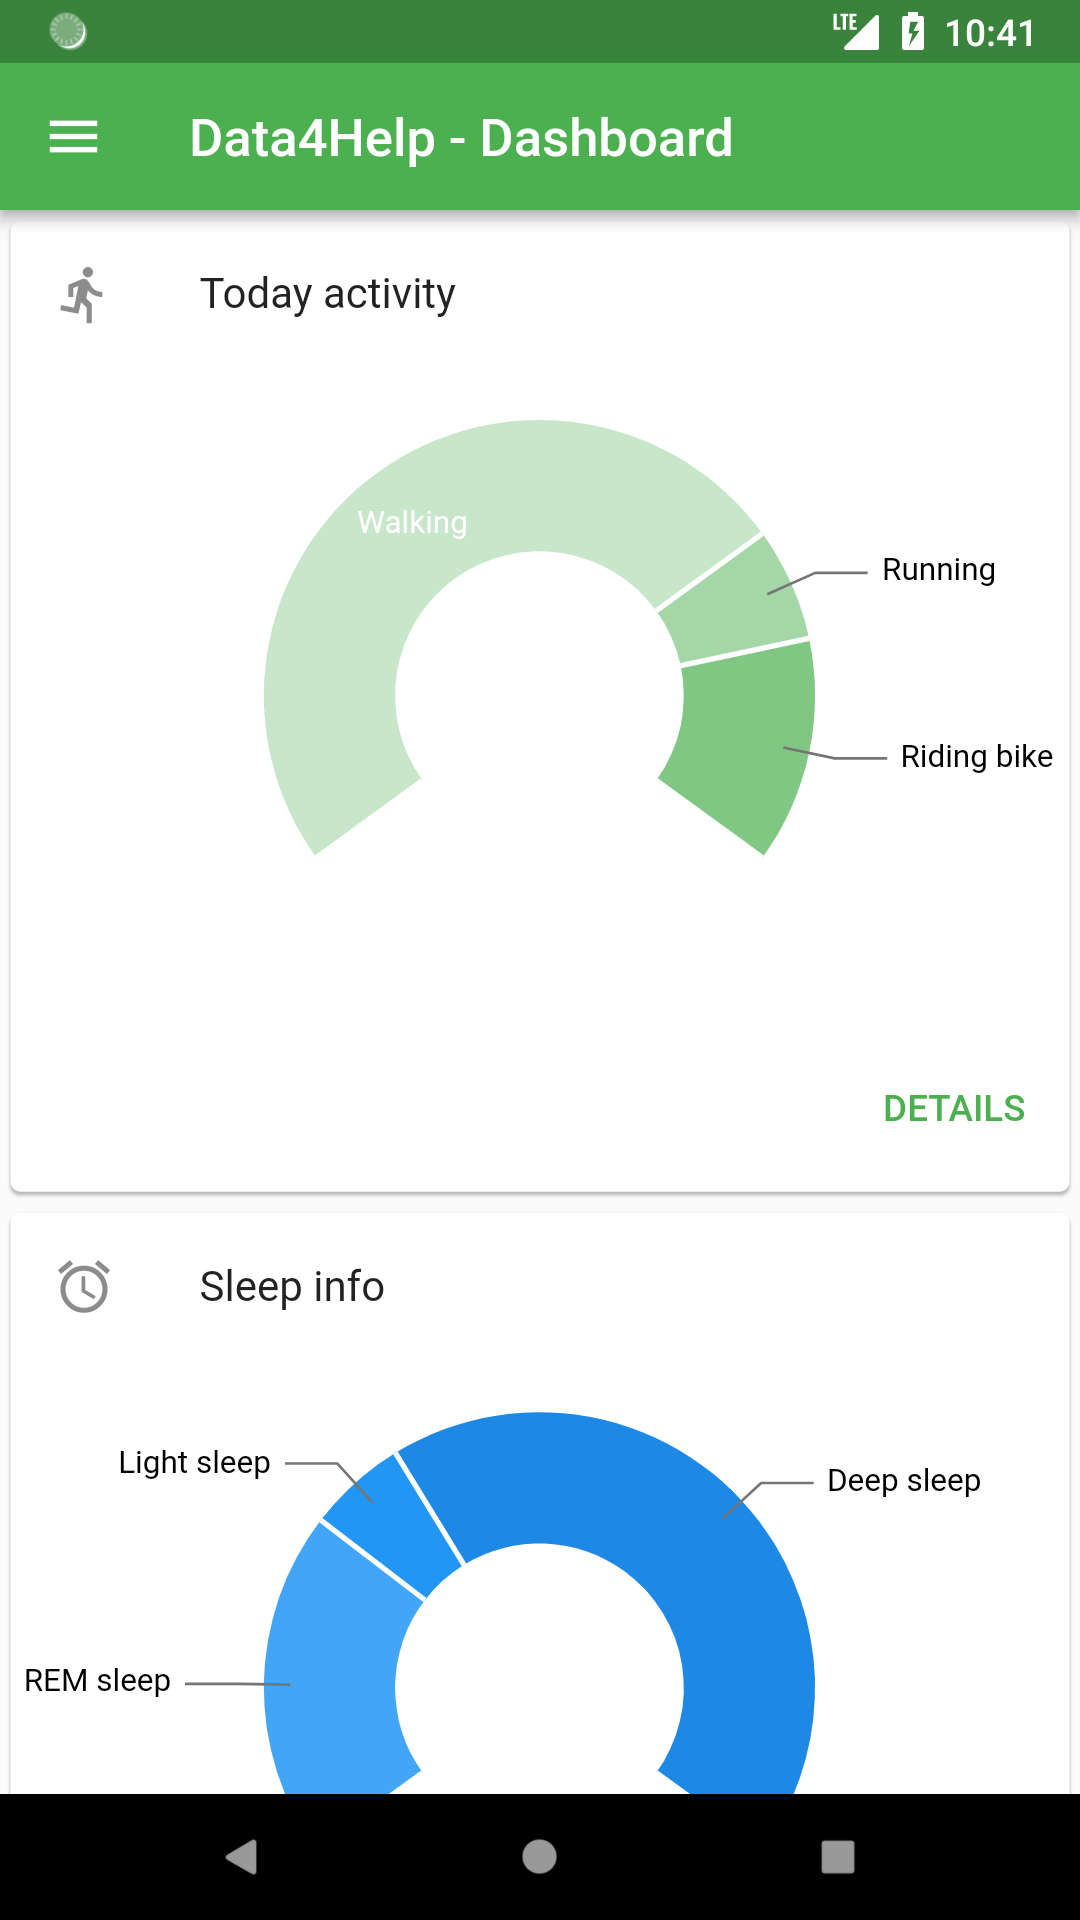 LTE 10:41
Data4Help - Dashboard
Today activity
Walking
Running
Riding bike
DETAILS
Sleep info
Light sleep
Deep sleep
REM sleep